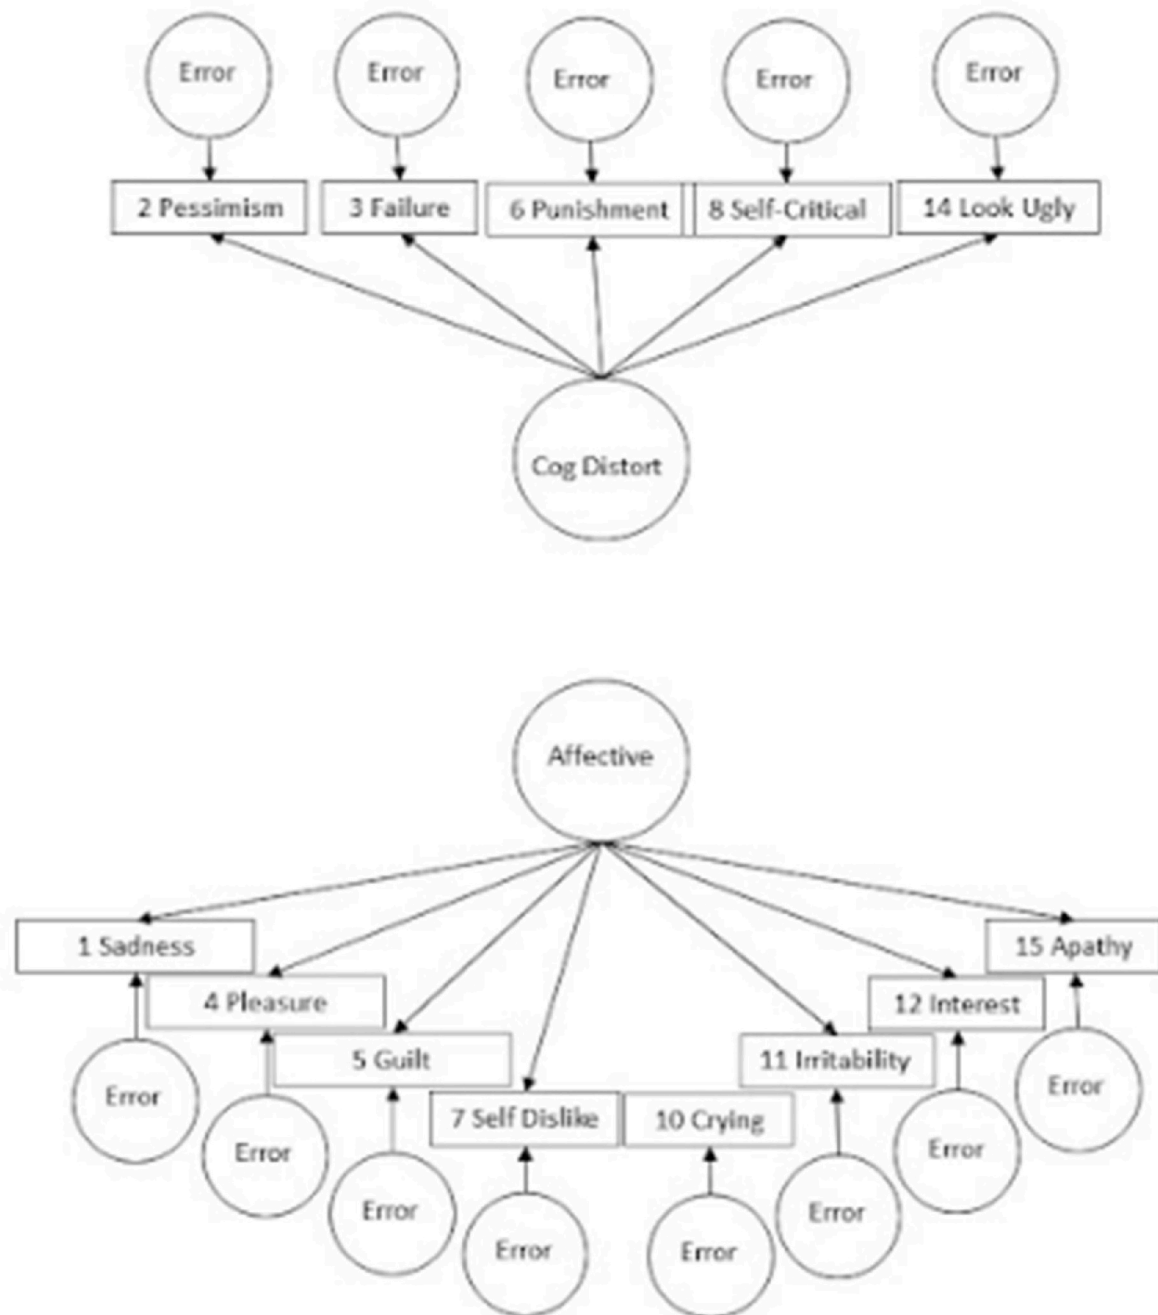 Error
Error
Error
Error
Error
2 Pessimism
3 Failure
6 Punishment
8 Self-Critical
14 Look Ugly
Cog Distort
Affective
1 Sadness
15 Apathy
4 Pleasure
12 Interest
5 Guilt
11 Irritability
7 Self Dislike
10 Crying
Error
Error
Error
Error
Error
Error
Error
Error